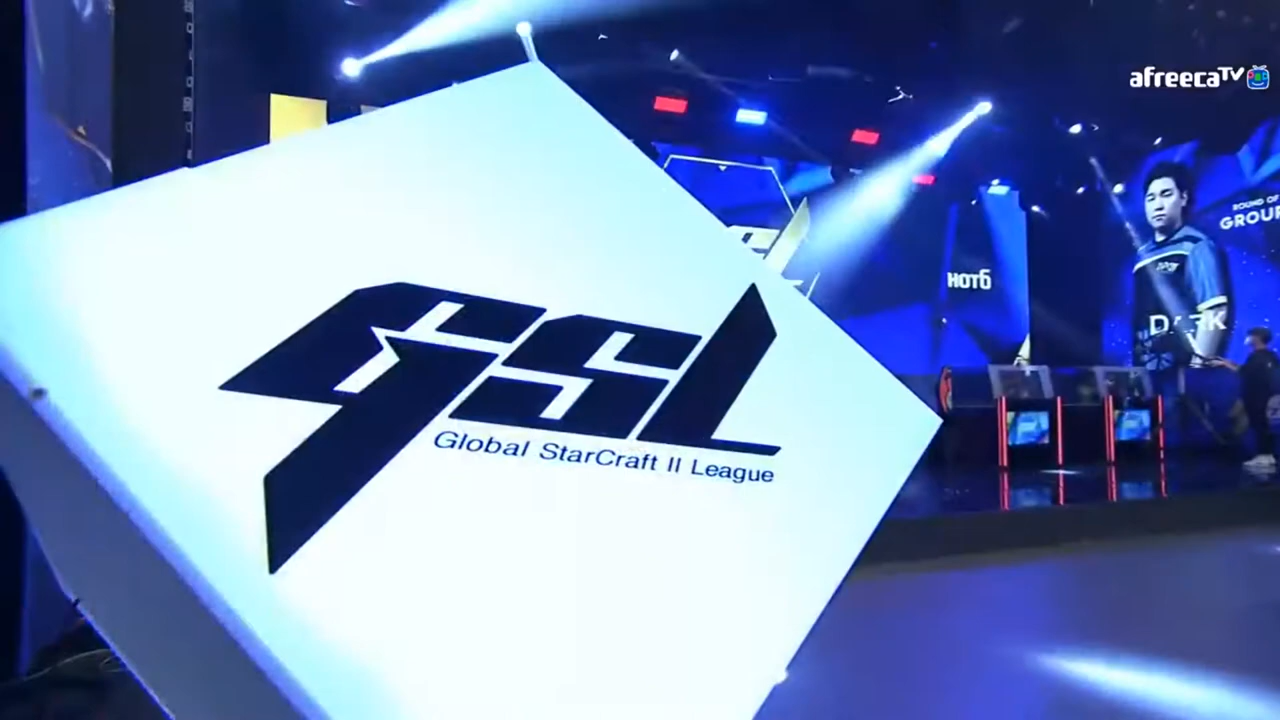 afreecaTV
ROUND OF
GROUP
HOT6
DARK
GSL
Global StarCraft II League